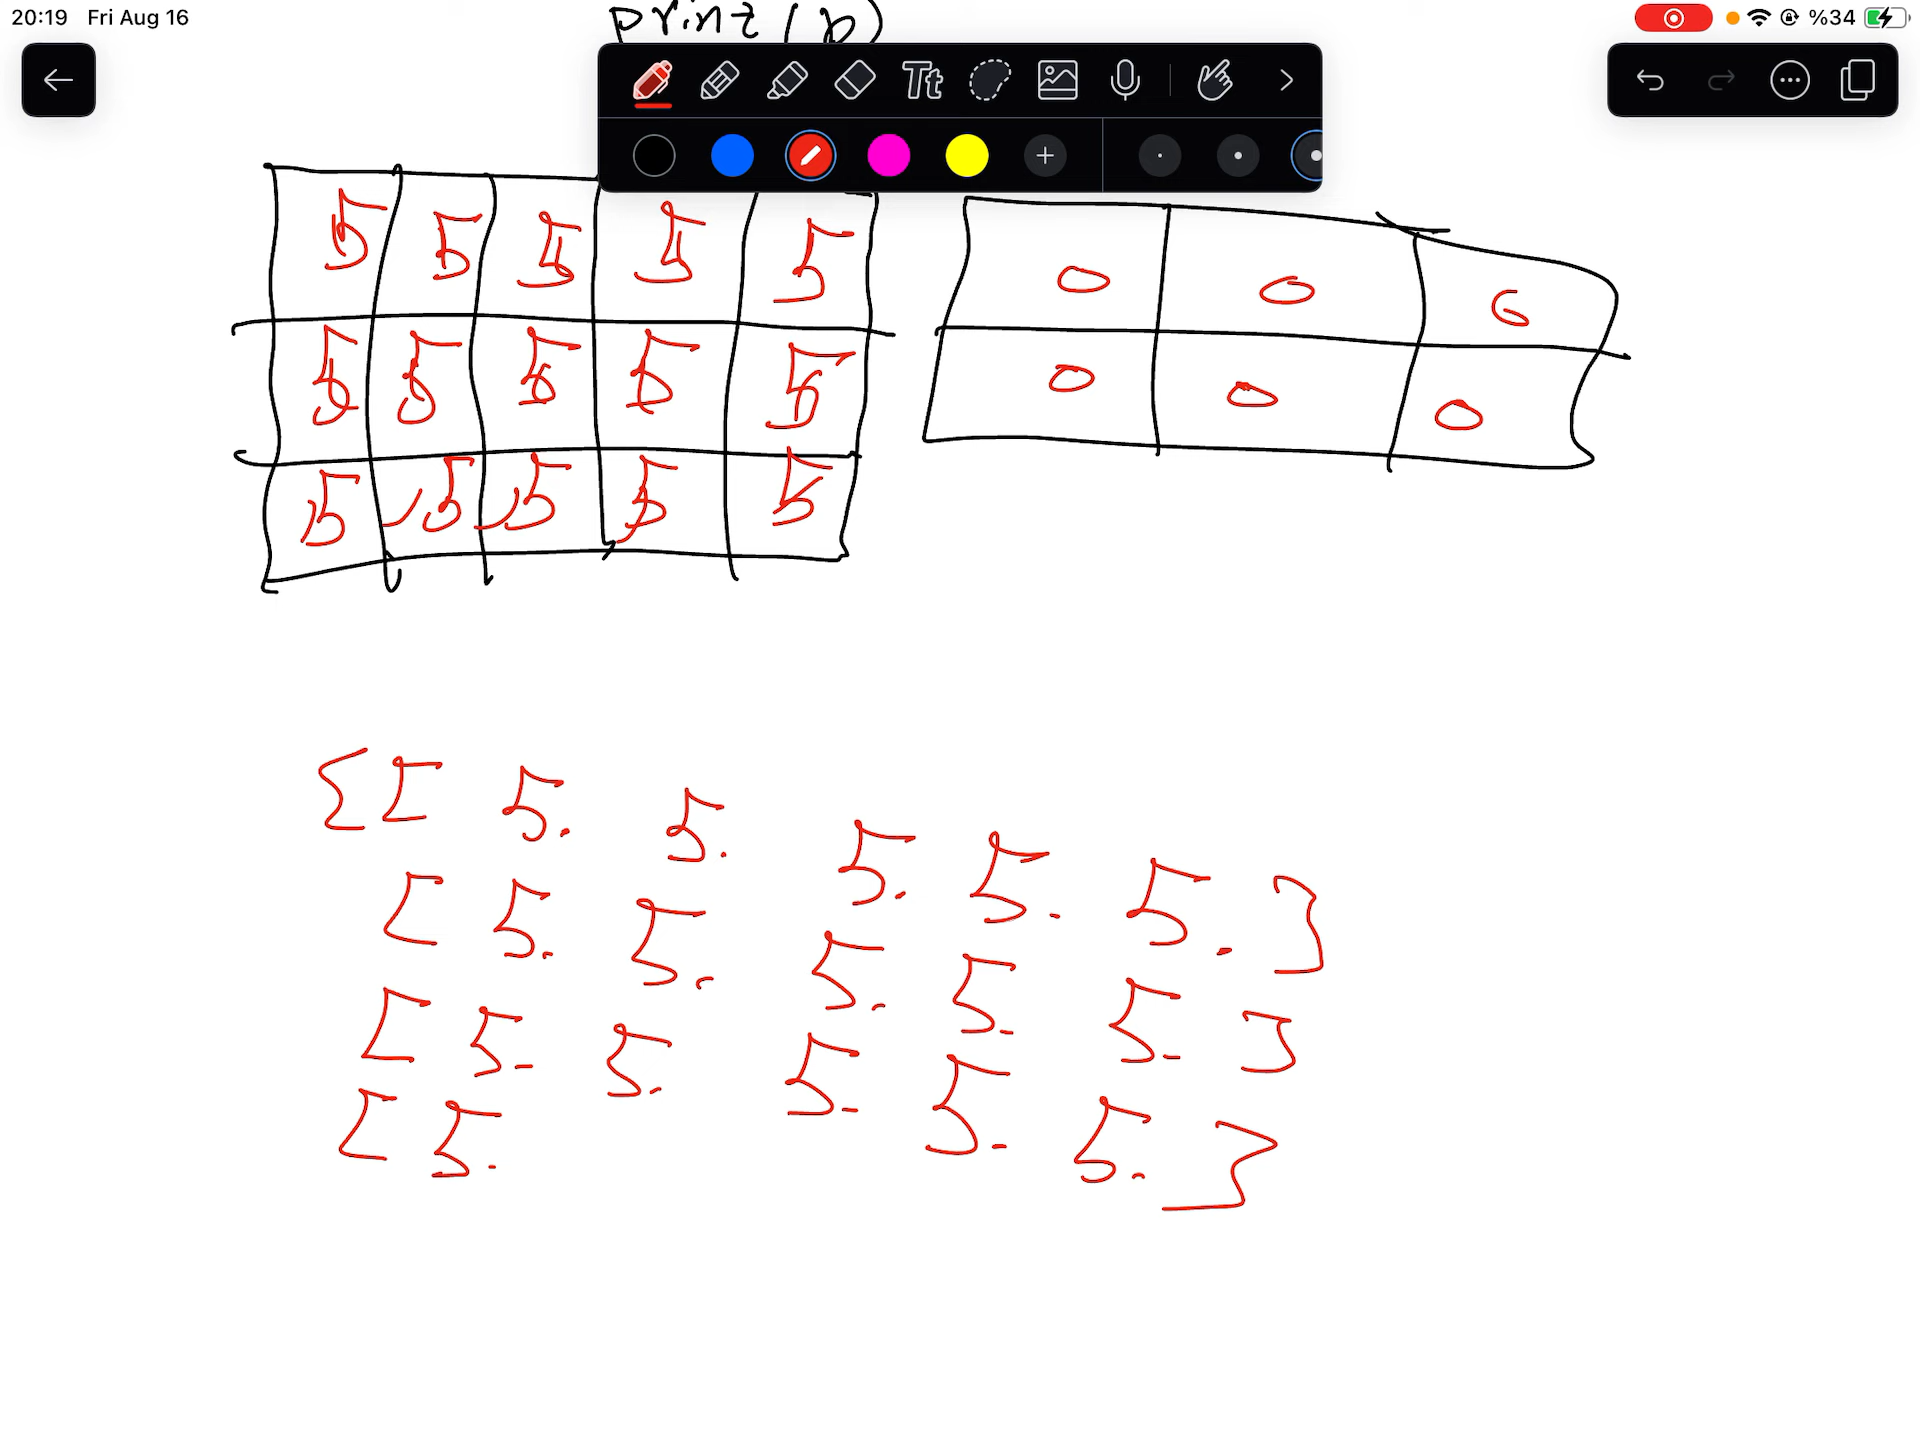 20:19 Fri Aug 16
%34
print(b)
Tt
5 5 5 5 5
5 5 5 5 5
5 5 5 5 5
0 0 0
0 0 0
[[ 5. 5. 5. 5. 5. ]
[ 5. 5. 5. 5. 5. ]
[ 5. 5. 5. 5. 5. ]
[ 5.